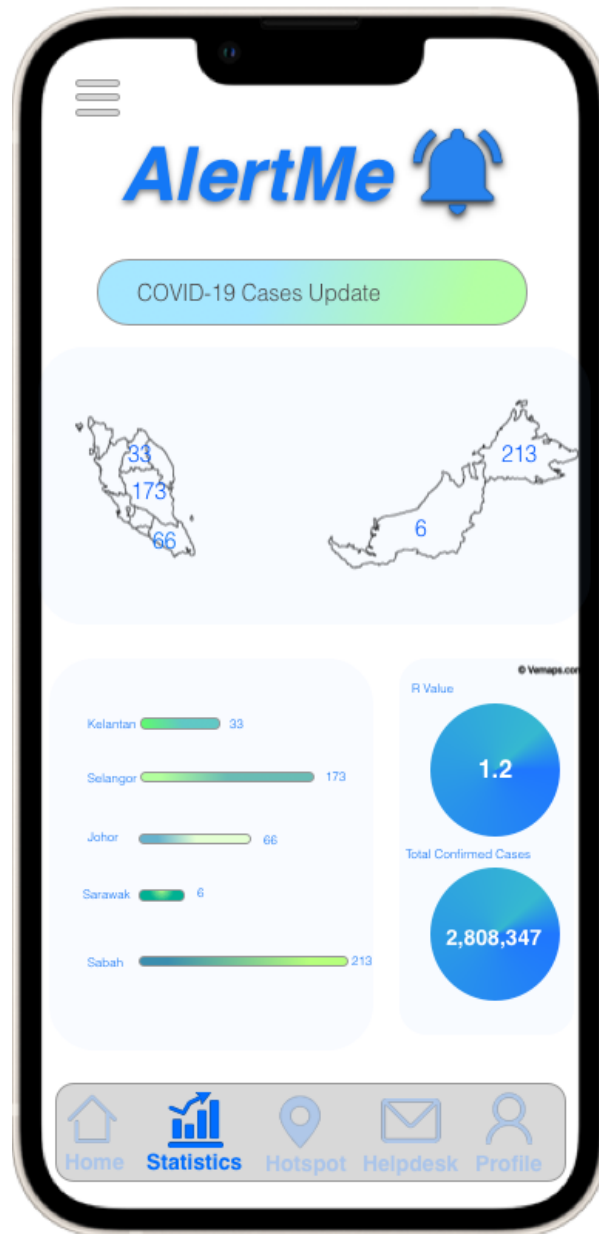 AlertMe
COVID-19 Cases Update
33
173
66
213
6
Kelantan 33
Selangor 173
Johor 66
Sarawak 6
Sabah 213
© Vemaps.com
R Value
1.2
Total Confirmed Cases
2,808,347
Home Statistics Hotspot Helpdesk Profile